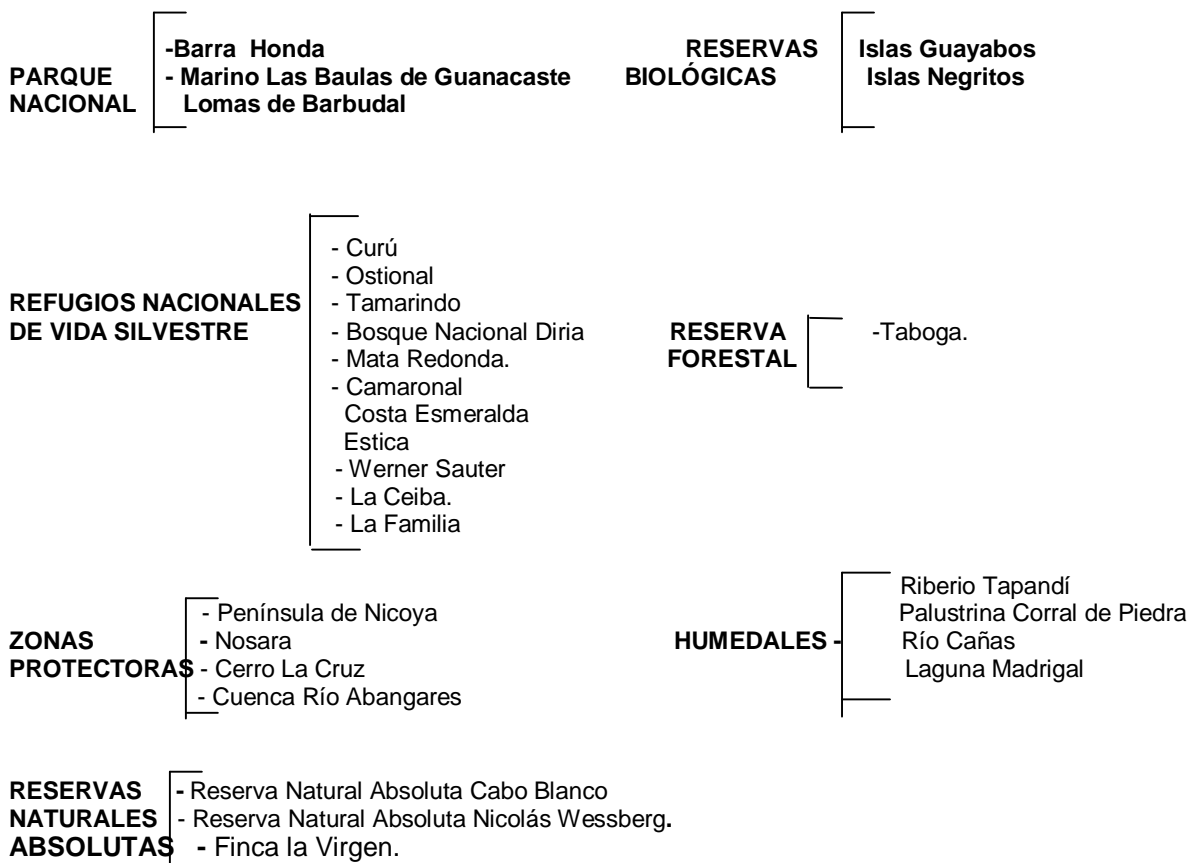 PARQUE
NACIONAL
-Barra Honda
- Marino Las Baulas de Guanacaste
Lomas de Barbudal
RESERVAS
BIOLÓGICAS
Islas Guayabos
Islas Negritos
REFUGIOS NACIONALES
DE VIDA SILVESTRE
- Curú
- Ostional
- Tamarindo
- Bosque Nacional Diria
- Mata Redonda.
- Camaronal
Costa Esmeralda
Estica
- Werner Sauter
- La Ceiba.
- La Familia
RESERVA
FORESTAL
-Taboga.
ZONAS
PROTECTORAS
- Península de Nicoya
- Nosara
- Cerro La Cruz
- Cuenca Río Abangares
HUMEDALES -
Riberio Tapandí
Palustrina Corral de Piedra
Río Cañas
Laguna Madrigal
RESERVAS
NATURALES
ABSOLUTAS
- Reserva Natural Absoluta Cabo Blanco
- Reserva Natural Absoluta Nicolás Wessberg.
- Finca la Virgen.